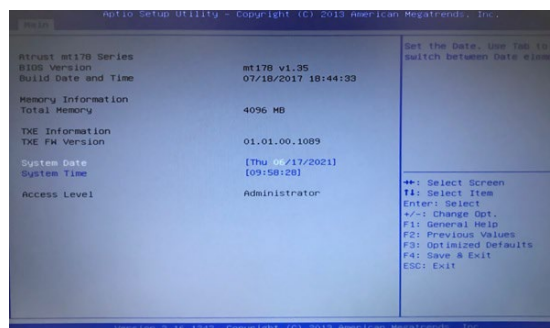 Aptio Setup Utility - Copyright (C) 2013 American Megatrends, Inc.
Main
Atrust mt178 Series
BIOS Version mt178 v1.35
Build Date and Time 07/18/2017 18:44:33
Memory Information
Total Memory 4096 MB
TXE Information
TXE FW Version 01.01.00.1089
System Date [Thu 06/17/2021]
System Time [09:58:28]
Access Level Administrator
Set the Date. Use Tab to
switch between Date elem
→←: Select Screen
↑↓: Select Item
Enter: Select
+/-: Change Opt.
F1: General Help
F2: Previous Values
F3: Optimized Defaults
F4: Save & Exit
ESC: Exit
Copyright (C) 2013 American Megatrends, Inc.